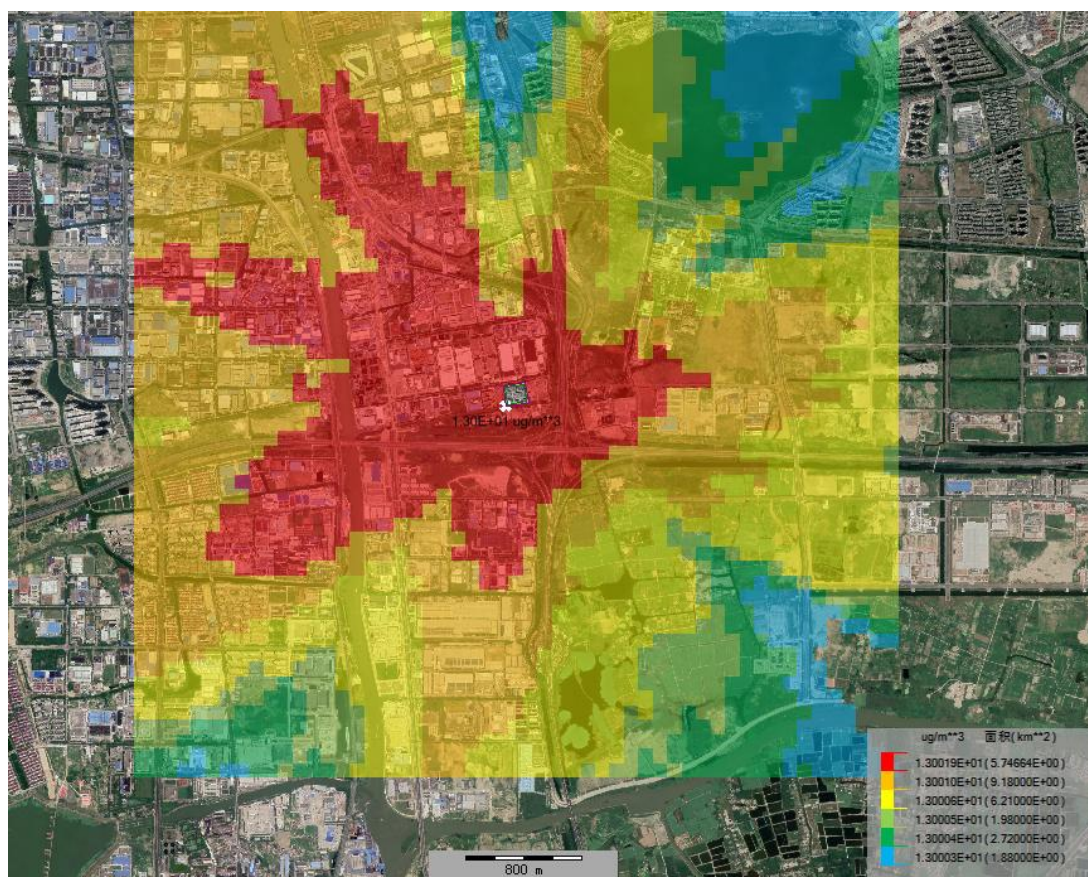 1.30E+01 ug/m**3
ug/m**3 面积(km**2)
1.30019E+01(5.74664E+00)
1.30010E+01(9.18000E+00)
1.30006E+01(6.21000E+00)
1.30005E+01(1.98000E+00)
1.30004E+01(2.72000E+00)
1.30003E+01(1.88000E+00)
800 m